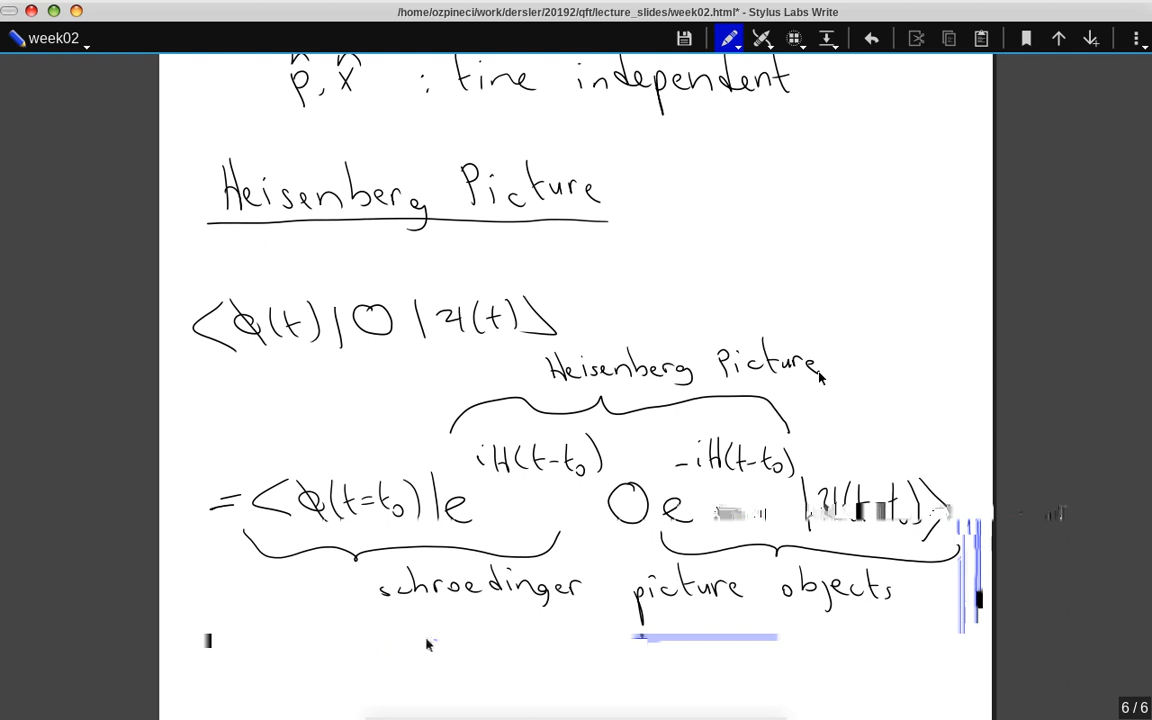 /home/ozpineci/work/dersler/20192/qft/lecture_slides/week02.html* - Stylus Labs Write
week02
p̂, x̂ : time independent
Heisenberg Picture
<ϕ(t)|O|ψ(t)>
Heisenberg Picture
iH(t-t₀) -iH(t-t₀)
=<ϕ(t=t₀)|e O e |ψ(t=t₀)>
schroedinger picture objects
6 / 6